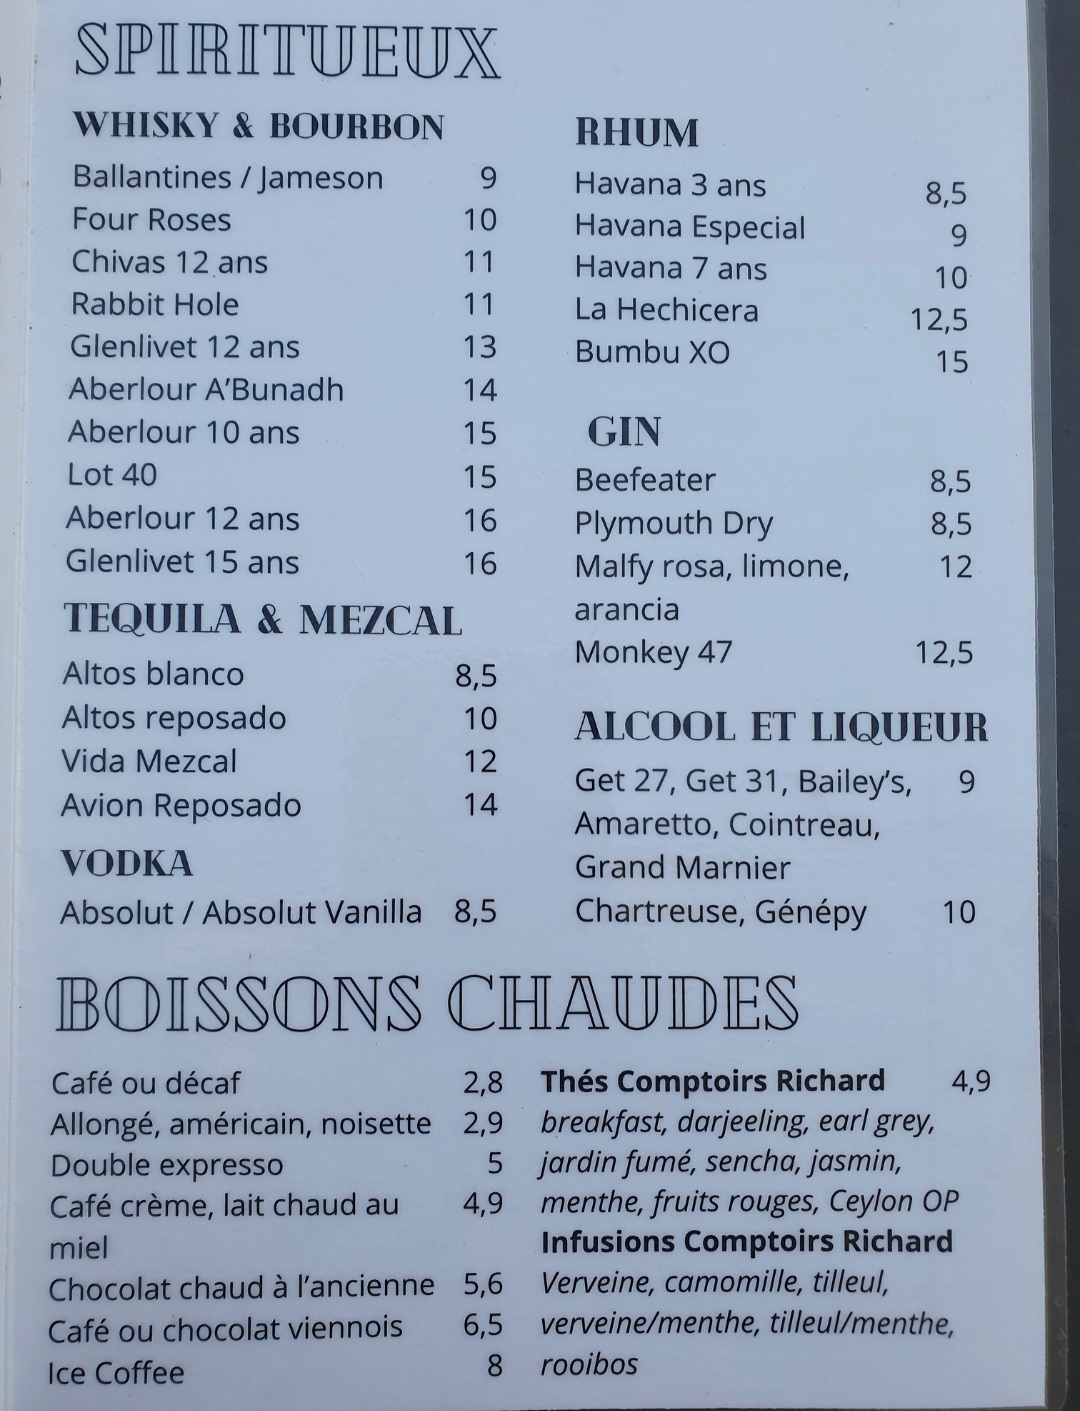 SPIRITUEUX
WHISKY & BOURBON
Ballantines / Jameson 9
Four Roses 10
Chivas 12 ans 11
Rabbit Hole 11
Glenlivet 12 ans 13
Aberlour A'Bunadh 14
Aberlour 10 ans 15
Lot 40 15
Aberlour 12 ans 16
Glenlivet 15 ans 16
TEQUILA & MEZCAL
Altos blanco 8,5
Altos reposado 10
Vida Mezcal 12
Avion Reposado 14
VODKA
Absolut / Absolut Vanilla 8,5
RHUM
Havana 3 ans 8,5
Havana Especial 9
Havana 7 ans 10
La Hechicera 12,5
Bumbu XO 15
GIN
Beefeater 8,5
Plymouth Dry 8,5
Malfy rosa, limone, 12
arancia
Monkey 47 12,5
ALCOOL ET LIQUEUR
Get 27, Get 31, Bailey's, 9
Amaretto, Cointreau,
Grand Marnier
Chartreuse, Génépy 10
BOISSONS CHAUDES
Café ou décaf 2,8
Allongé, américain, noisette 2,9
Double expresso 5
Café crème, lait chaud au 4,9
miel
Chocolat chaud à l'ancienne 5,6
Café ou chocolat viennois 6,5
Ice Coffee 8
Thés Comptoirs Richard 4,9
breakfast, darjeeling, earl grey,
jardin fumé, sencha, jasmin,
menthe, fruits rouges, Ceylon OP
Infusions Comptoirs Richard
Verveine, camomille, tilleul,
verveine/menthe, tilleul/menthe,
rooibos